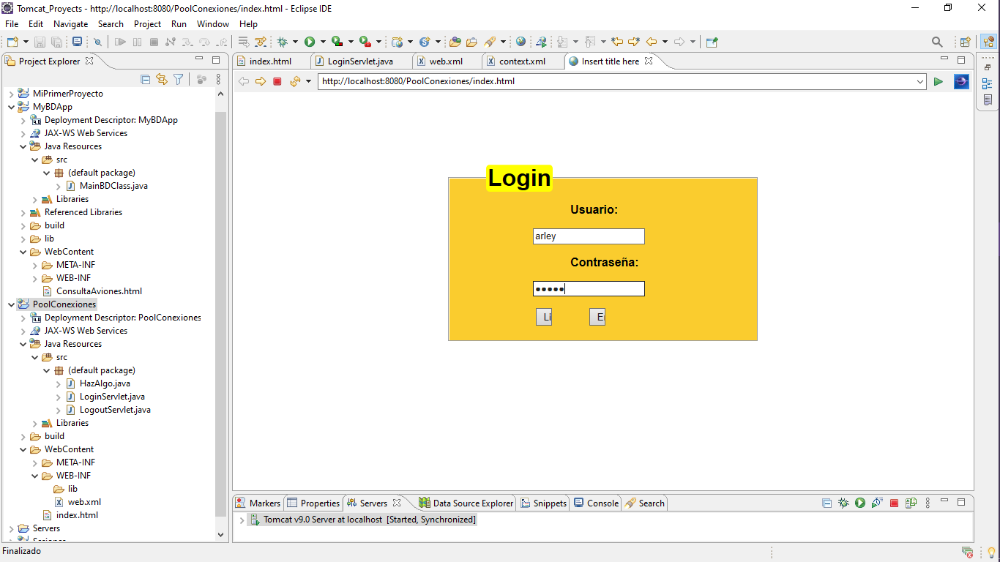 Tomcat_Proyects - http://localhost:8080/PoolConexiones/index.html - Eclipse IDE
File Edit Navigate Search Project Run Window Help
Project Explorer
index.html LoginServlet.java web.xml context.xml Insert title here
http://localhost:8080/PoolConexiones/index.html
MiPrimerProyecto
MyBDApp
Deployment Descriptor: MyBDApp
JAX-WS Web Services
Java Resources
src
(default package)
MainBDClass.java
Libraries
Referenced Libraries
build
lib
WebContent
META-INF
WEB-INF
ConsultaAviones.html
PoolConexiones
Deployment Descriptor: PoolConexiones
JAX-WS Web Services
Java Resources
src
(default package)
HazAlgo.java
LoginServlet.java
LogoutServlet.java
Libraries
build
WebContent
META-INF
WEB-INF
lib
web.xml
index.html
Servers
Login
Usuario:
arley
Contraseña:
●●●●●
Li E
Markers Properties Servers Data Source Explorer Snippets Console Search
Tomcat v9.0 Server at localhost [Started, Synchronized]
Finalizado